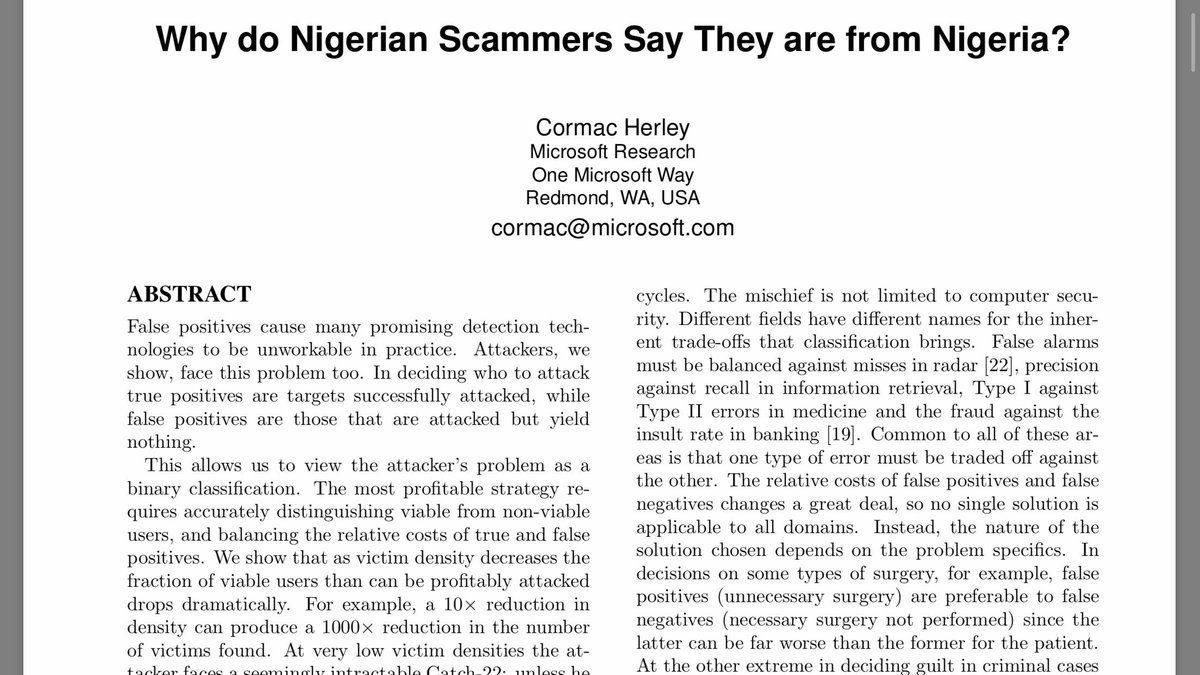 Why do Nigerian Scammers Say They are from Nigeria?
Cormac Herley
Microsoft Research
One Microsoft Way
Redmond, WA, USA
cormac@microsoft.com
ABSTRACT
False positives cause many promising detection tech-
nologies to be unworkable in practice. Attackers, we
show, face this problem too. In deciding who to attack
true positives are targets successfully attacked, while
false positives are those that are attacked but yield
nothing.
This allows us to view the attacker's problem as a
binary classification. The most profitable strategy re-
quires accurately distinguishing viable from non-viable
users, and balancing the relative costs of true and false
positives. We show that as victim density decreases the
fraction of viable users than can be profitably attacked
drops dramatically. For example, a 10× reduction in
density can produce a 1000× reduction in the number
of victims found. At very low victim densities the at-
tacker faces a seemingly intractable Catch-22: unless he
cycles. The mischief is not limited to computer secu-
rity. Different fields have different names for the inher-
ent trade-offs that classification brings. False alarms
must be balanced against misses in radar [22], precision
against recall in information retrieval, Type I against
Type II errors in medicine and the fraud against the
insult rate in banking [19]. Common to all of these ar-
eas is that one type of error must be traded off against
the other. The relative costs of false positives and false
negatives changes a great deal, so no single solution is
applicable to all domains. Instead, the nature of the
solution chosen depends on the problem specifics. In
decisions on some types of surgery, for example, false
positives (unnecessary surgery) are preferable to false
negatives (necessary surgery not performed) since the
latter can be far worse than the former for the patient.
At the other extreme in deciding guilt in criminal cases